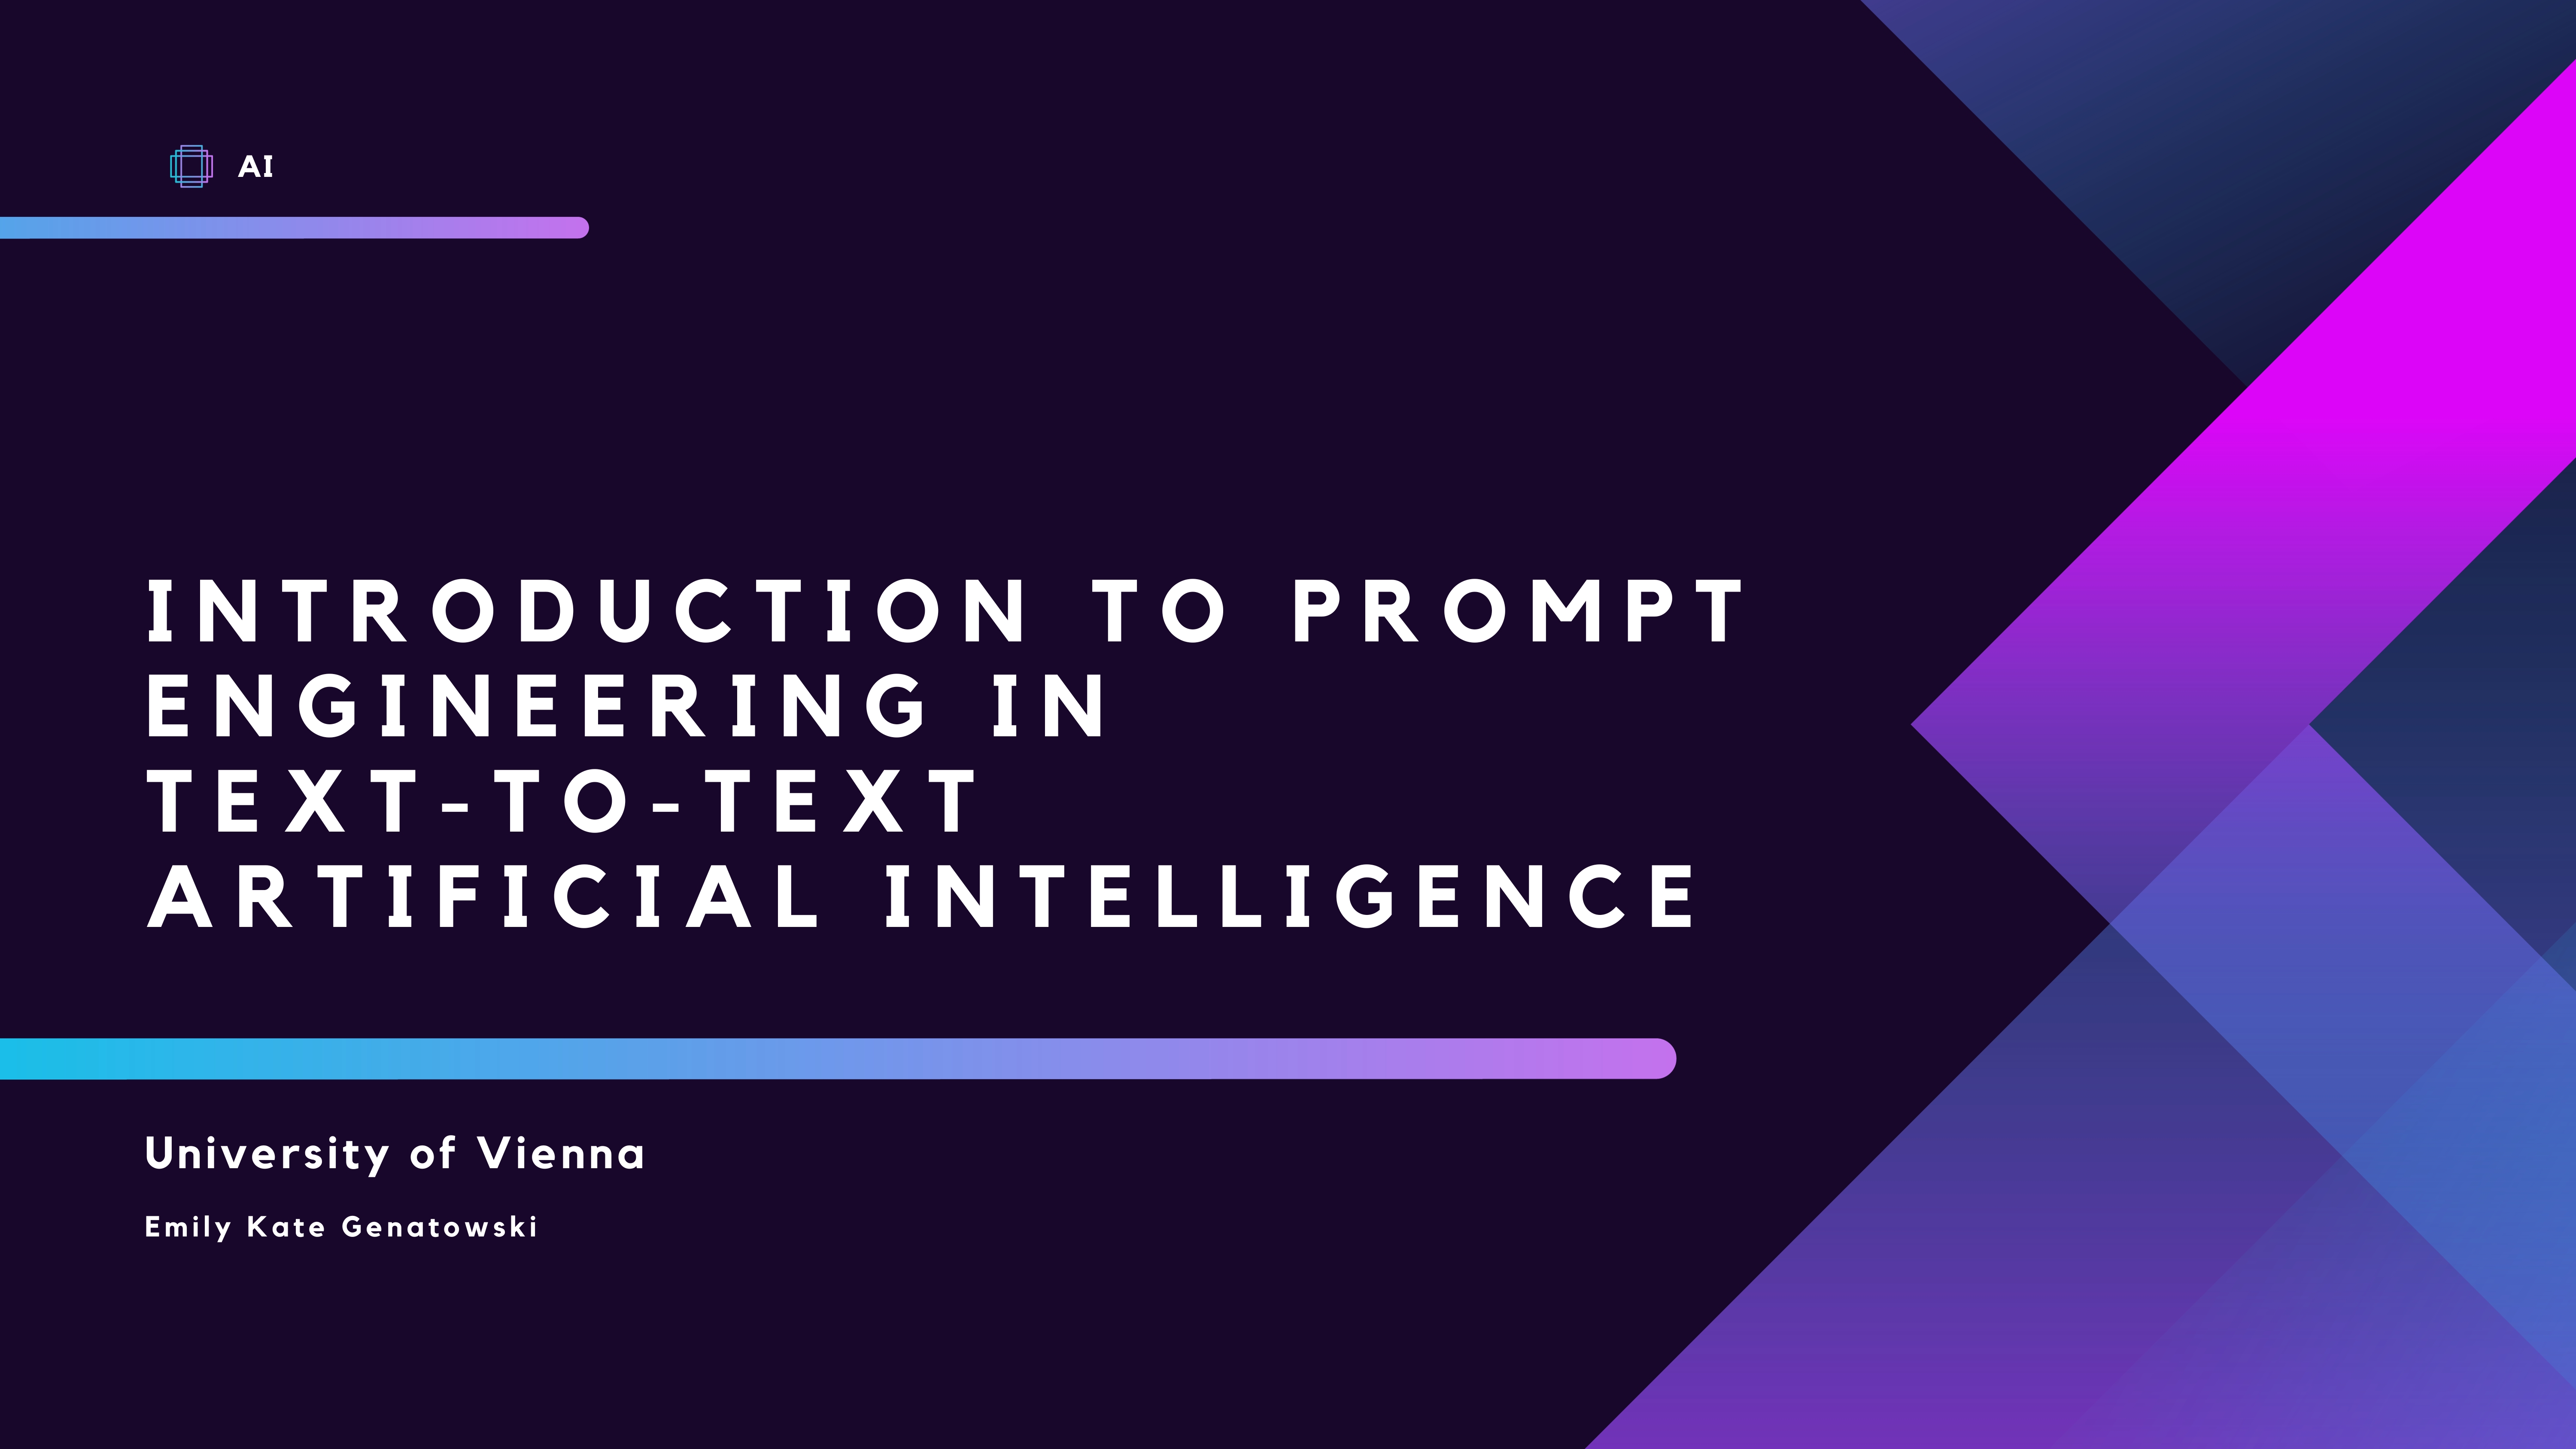 AI
INTRODUCTION TO PROMPT
ENGINEERING IN
TEXT-TO-TEXT
ARTIFICIAL INTELLIGENCE
University of Vienna
Emily Kate Genatowski